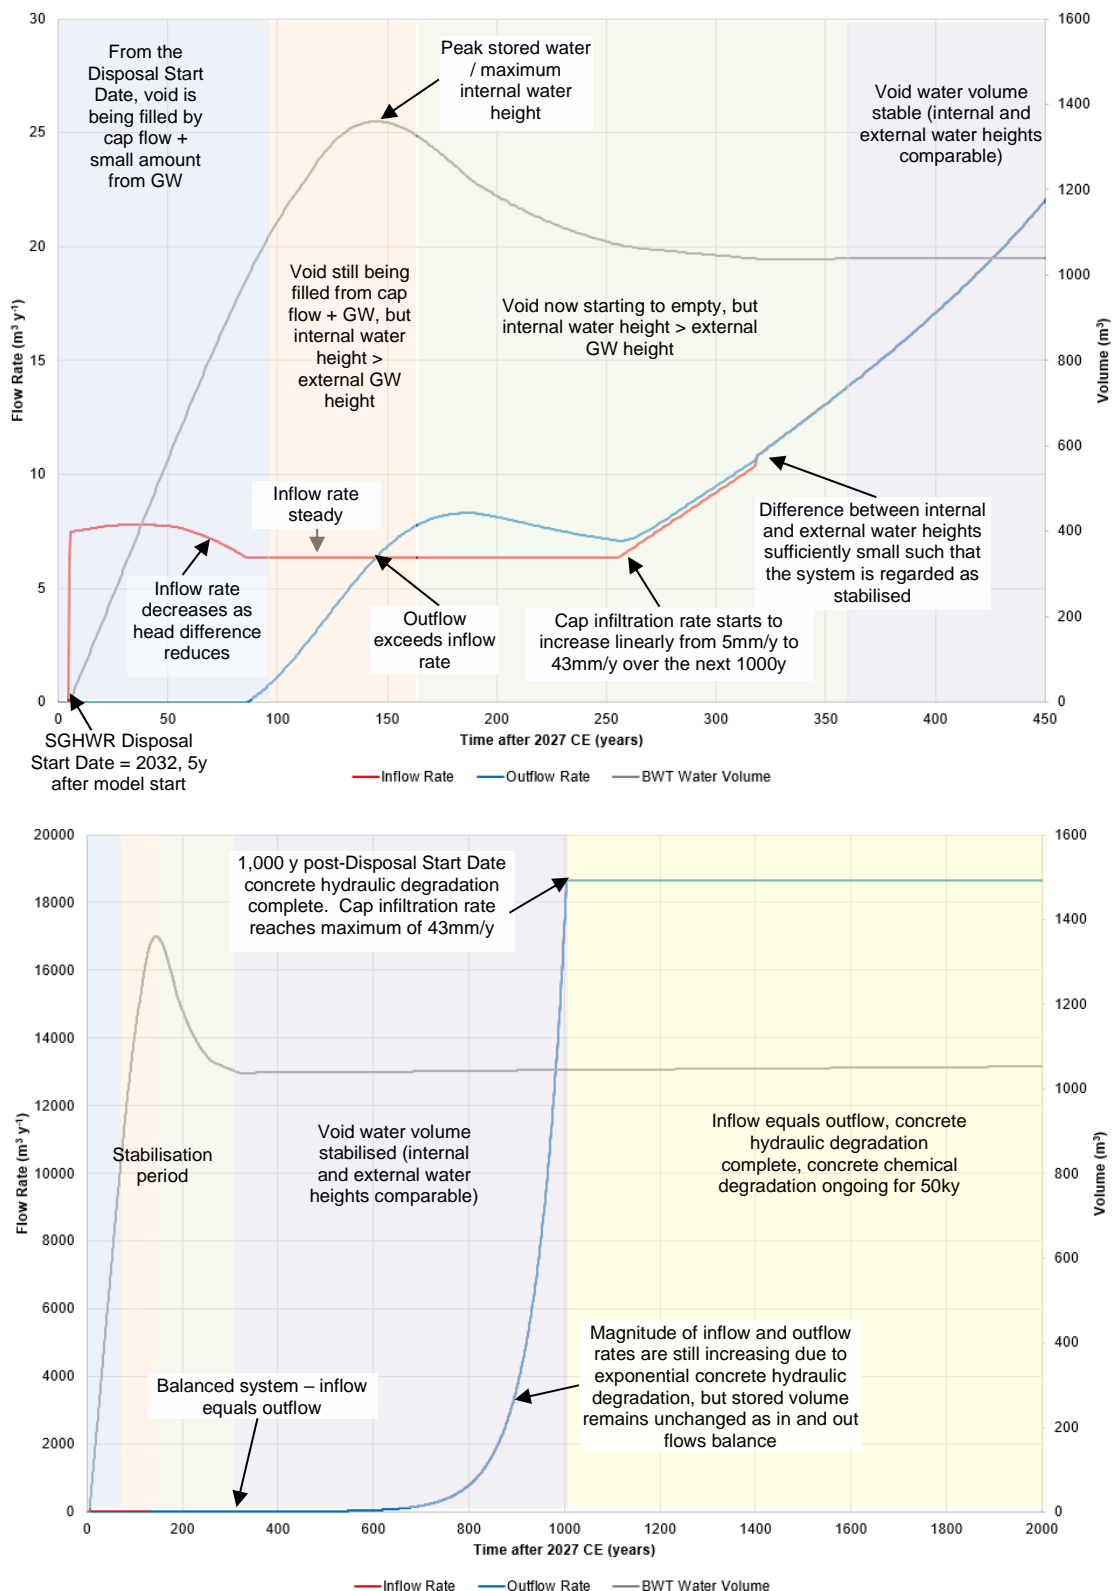 30
25
20
15
10
5
0
Flow Rate (m³ y⁻¹)
1600
1400
1200
1000
800
600
400
200
0
Volume (m³)
From the
Disposal Start
Date, void is
being filled by
cap flow +
small amount
from GW
Peak stored water
/ maximum
internal water
height
Void water volume
stable (internal and
external water heights
comparable)
Void still being
filled from cap
flow + GW, but
internal water
height >
external GW
height
Void now starting to empty, but
internal water height > external
GW height
Inflow rate
steady
Inflow rate
decreases as
head difference
reduces
Outflow
exceeds inflow
rate
Cap infiltration rate starts to
increase linearly from 5mm/y to
43mm/y over the next 1000y
Difference between internal
and external water heights
sufficiently small such that
the system is regarded as
stabilised
0 50 100 150 200 250 300 350 400 450
Time after 2027 CE (years)
SGHWR Disposal
Start Date = 2032, 5y
after model start
Inflow Rate Outflow Rate BWT Water Volume
20000
18000
16000
14000
12000
10000
8000
6000
4000
2000
0
Flow Rate (m³ y⁻¹)
1600
1400
1200
1000
800
600
400
200
0
Volume (m³)
1,000 y post-Disposal Start Date
concrete hydraulic degradation
complete.  Cap infiltration rate
reaches maximum of 43mm/y
Stabilisation
period
Void water volume
stabilised (internal
and external water
heights comparable)
Inflow equals outflow, concrete
hydraulic degradation
complete, concrete chemical
degradation ongoing for 50ky
Balanced system – inflow
equals outflow
Magnitude of inflow and outflow
rates are still increasing due to
exponential concrete hydraulic
degradation, but stored volume
remains unchanged as in and out
flows balance
0 200 400 600 800 1000 1200 1400 1600 1800 2000
Time after 2027 CE (years)
Inflow Rate Outflow Rate BWT Water Volume